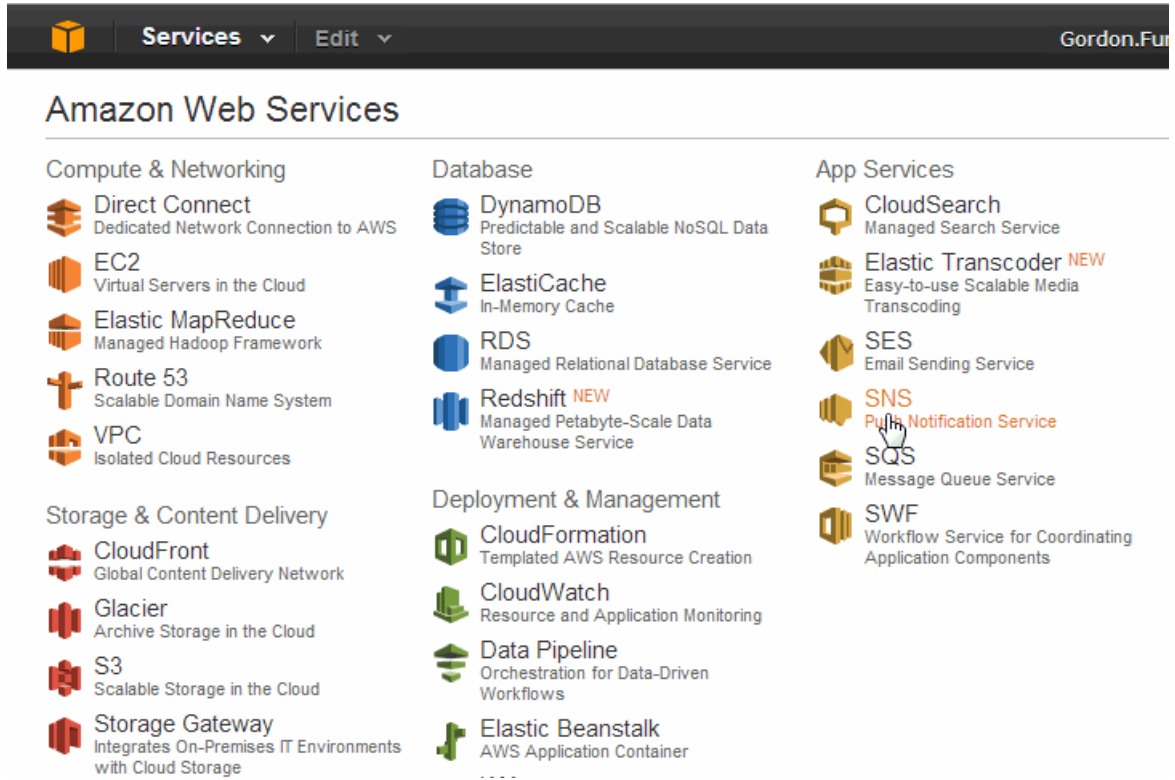 Services Edit Gordon.Fur
Amazon Web Services
Compute & Networking
Direct Connect
Dedicated Network Connection to AWS
EC2
Virtual Servers in the Cloud
Elastic MapReduce
Managed Hadoop Framework
Route 53
Scalable Domain Name System
VPC
Isolated Cloud Resources
Storage & Content Delivery
CloudFront
Global Content Delivery Network
Glacier
Archive Storage in the Cloud
S3
Scalable Storage in the Cloud
Storage Gateway
Integrates On-Premises IT Environments
with Cloud Storage
Database
DynamoDB
Predictable and Scalable NoSQL Data
Store
ElastiCache
In-Memory Cache
RDS
Managed Relational Database Service
Redshift NEW
Managed Petabyte-Scale Data
Warehouse Service
Deployment & Management
CloudFormation
Templated AWS Resource Creation
CloudWatch
Resource and Application Monitoring
Data Pipeline
Orchestration for Data-Driven
Workflows
Elastic Beanstalk
AWS Application Container
App Services
CloudSearch
Managed Search Service
Elastic Transcoder NEW
Easy-to-use Scalable Media
Transcoding
SES
Email Sending Service
SNS
Push Notification Service
SQS
Message Queue Service
SWF
Workflow Service for Coordinating
Application Components